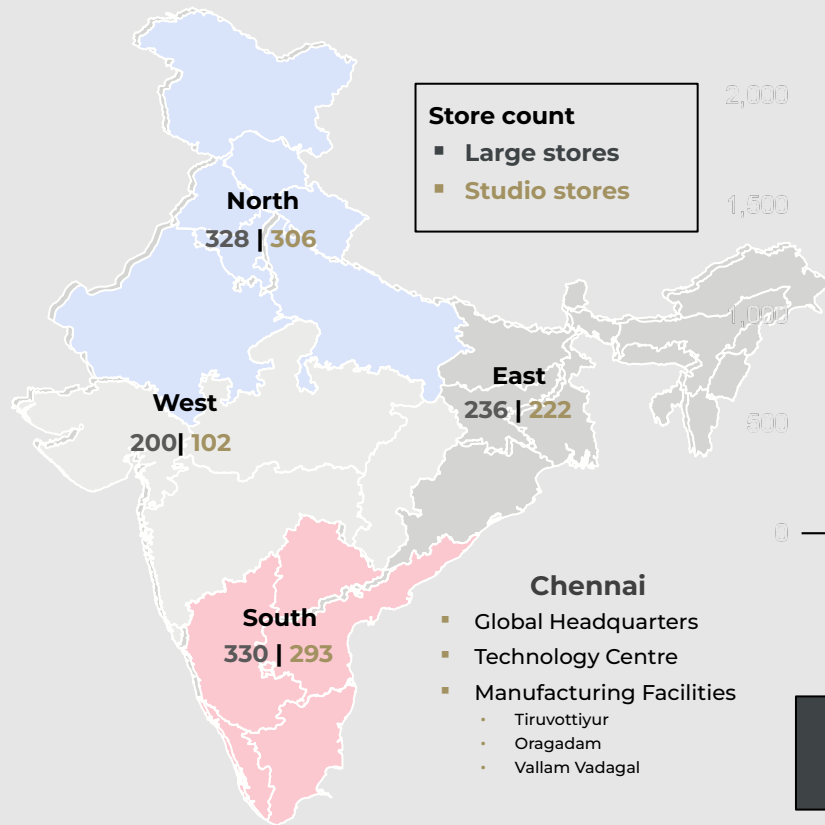 2,000
Store count
▪ Large stores
▪ Studio stores
1,500
North
328 | 306
1,000
East
236 | 222
West
200| 102
500
0
Chennai
▪ Global Headquarters
▪ Technology Centre
▪ Manufacturing Facilities
• Tiruvottiyur
• Oragadam
• Vallam Vadagal
South
330 | 293